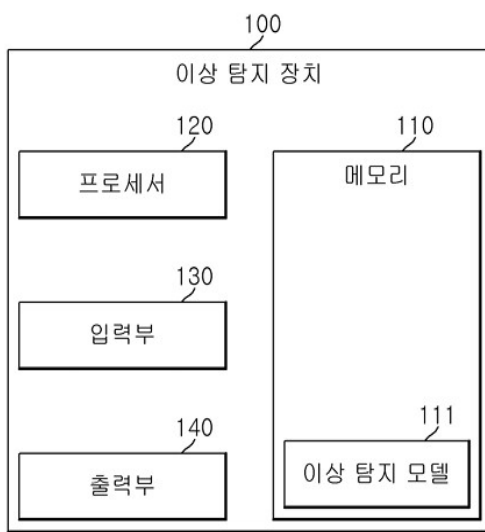 100
이상 탐지 장치
120
프로세서
110
메모리
130
입력부
140
출력부
111
이상 탐지 모델